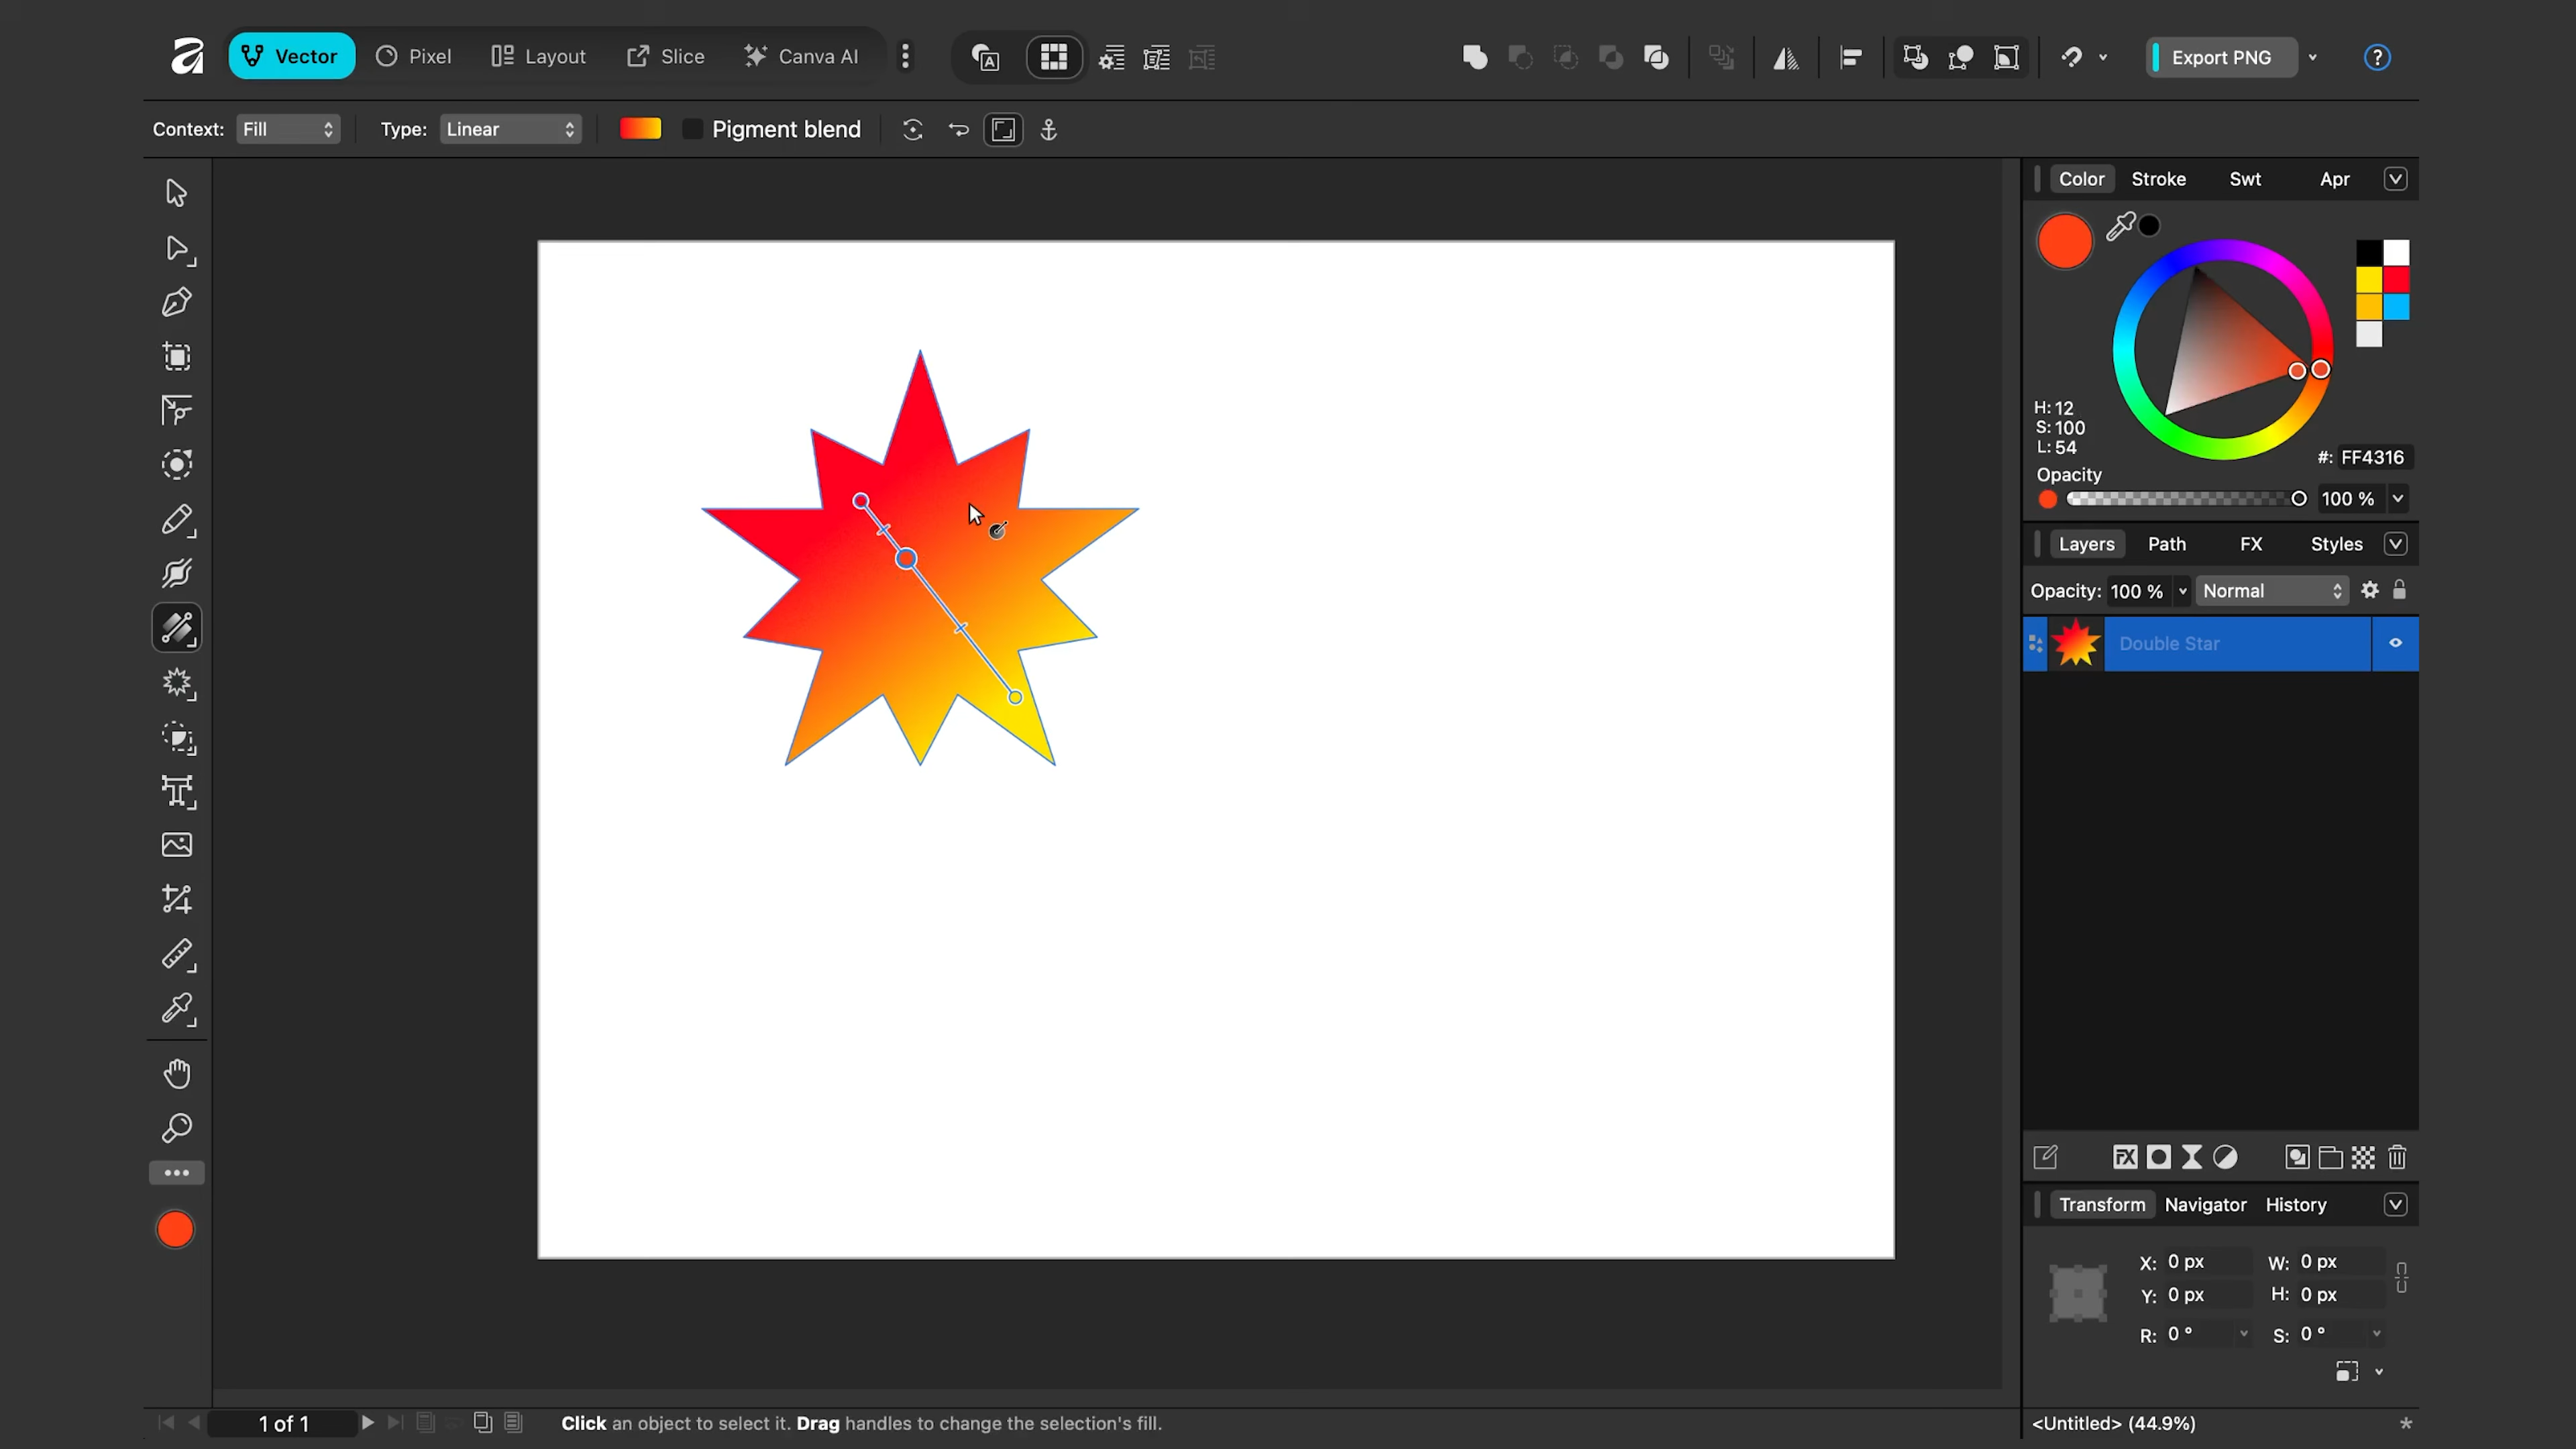 Vector Pixel Layout Slice Canva AI A Export PNG ?
Context: Fill Type: Linear Pigment blend
Color Stroke Swt Apr
H: 12
S: 100
L: 54
#: FF4316
Opacity
100 %
Layers Path FX Styles
Opacity: 100 % Normal
Double Star
FX
Transform Navigator History
X: 0 px W: 0 px
Y: 0 px H: 0 px
R: 0 ° S: 0 °
1 of 1 Click an object to select it. Drag handles to change the selection's fill. <Untitled> (44.9%) *